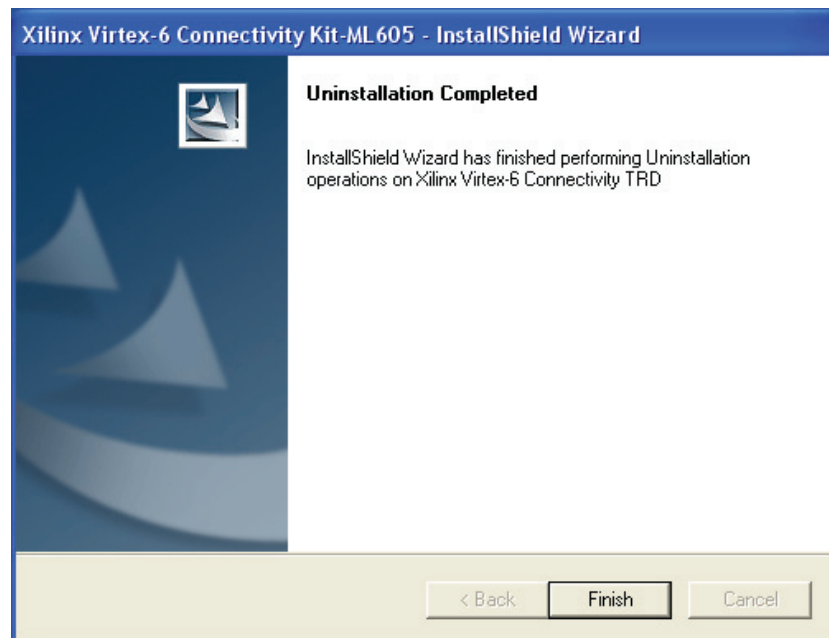 Xilinx Virtex-6 Connectivity Kit-ML605 - InstallShield Wizard
Uninstallation Completed
InstallShield Wizard has finished performing Uninstallation
operations on Xilinx Virtex-6 Connectivity TRD
< Back
Finish
Cancel